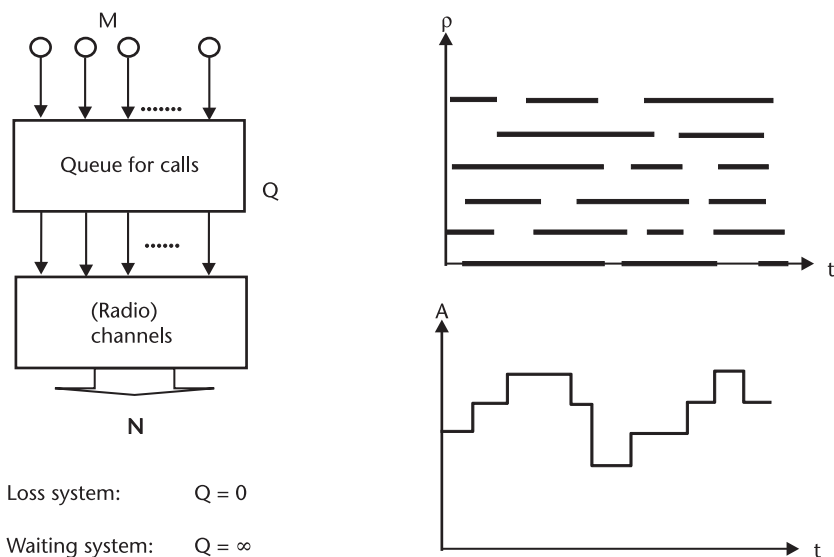 M
.......
Queue for calls
Q
......
(Radio)
channels
N
Loss system: Q = 0
Waiting system: Q = ∞
ρ
t
A
t